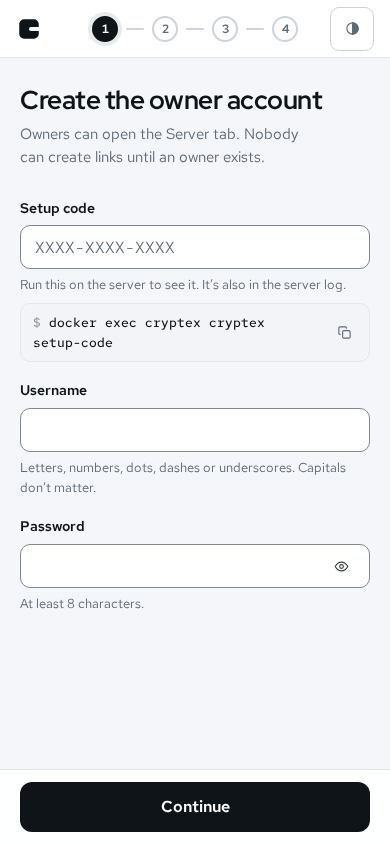 1 2 3 4
Create the owner account
Owners can open the Server tab. Nobody
can create links until an owner exists.
Setup code
XXXX-XXXX-XXXX
Run this on the server to see it. It’s also in the server log.
$ docker exec cryptex cryptex
setup-code
Username
Letters, numbers, dots, dashes or underscores. Capitals
don’t matter.
Password
At least 8 characters.
Continue